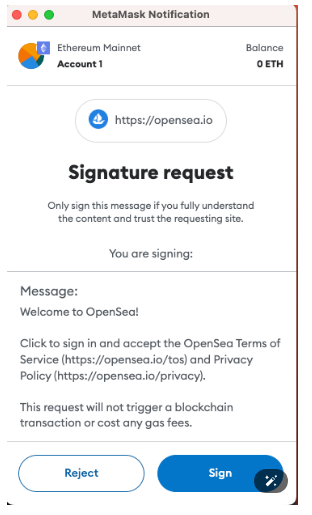 MetaMask Notification
Ethereum Mainnet
Account 1
Balance
0 ETH
https://opensea.io
Signature request
Only sign this message if you fully understand
the content and trust the requesting site.
You are signing:
Message:
Welcome to OpenSea!
Click to sign in and accept the OpenSea Terms of
Service (https://opensea.io/tos) and Privacy
Policy (https://opensea.io/privacy).
This request will not trigger a blockchain
transaction or cost any gas fees.
Reject
Sign